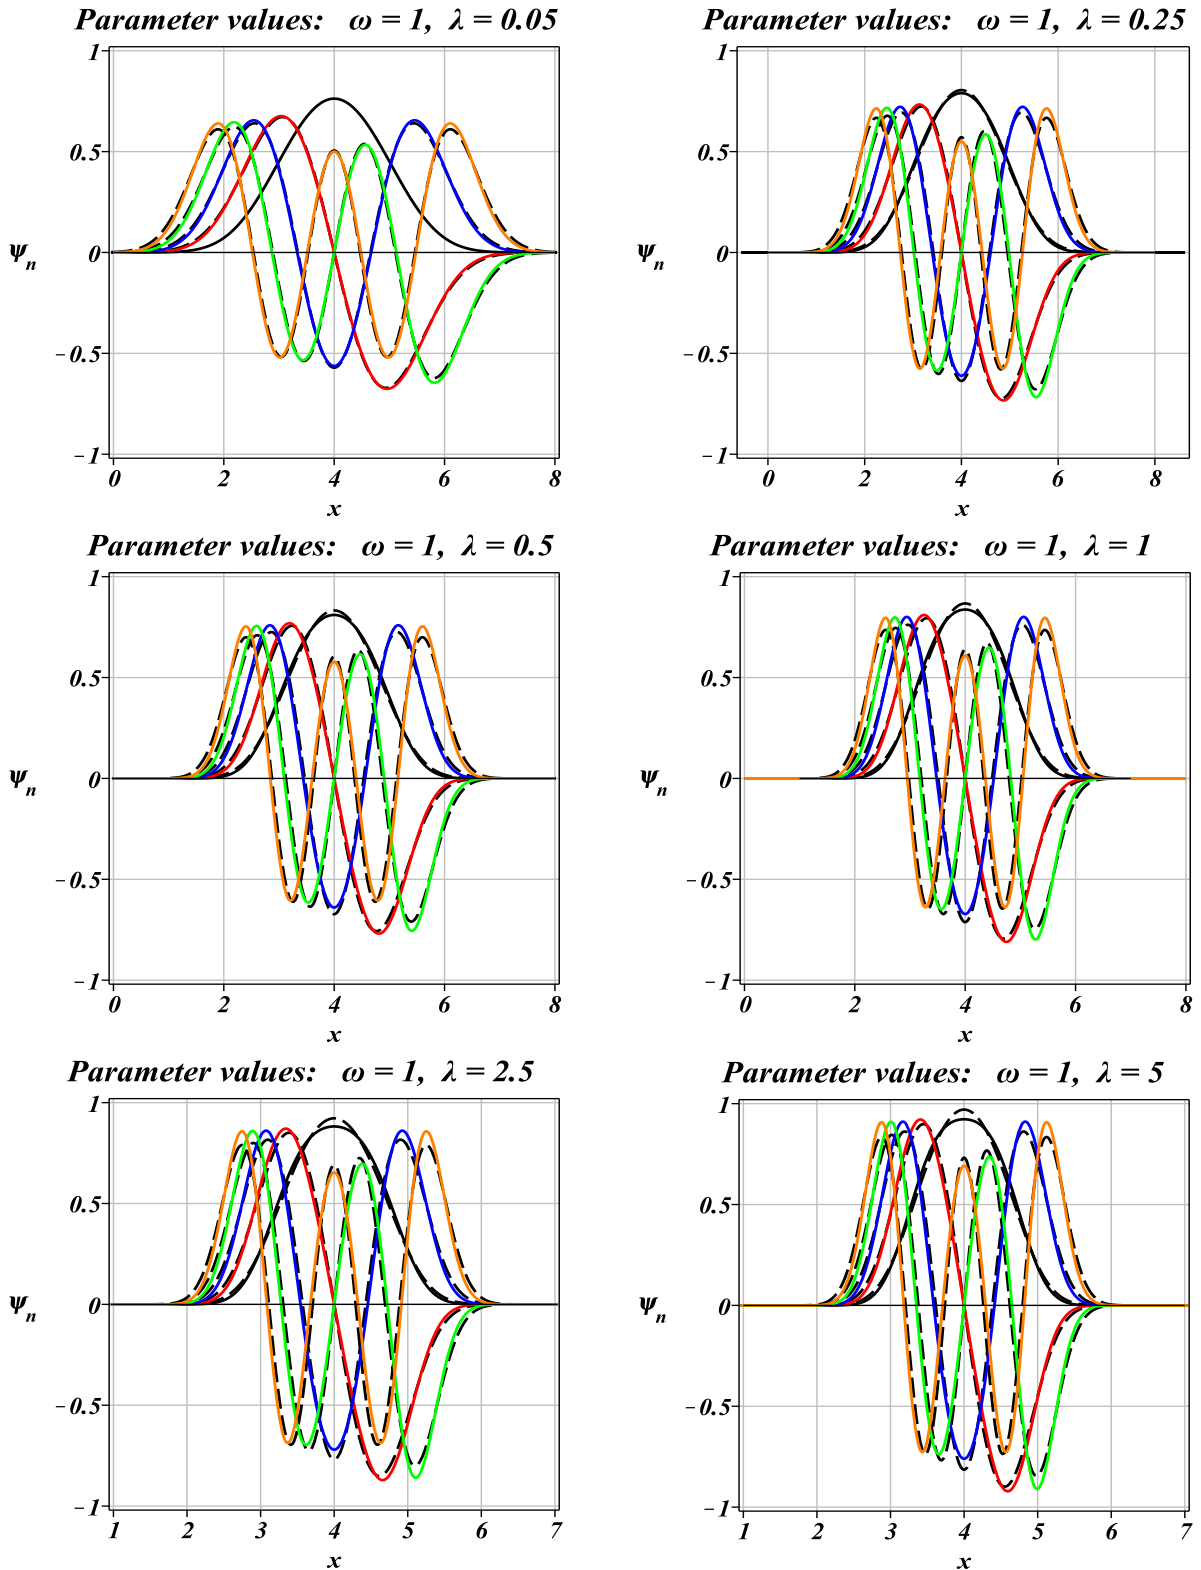 Parameter values: ω = 1, λ = 0.05
1
0.5
ψn
0
−0.5
−1
0 2 4 6 8
x
Parameter values: ω = 1, λ = 0.25
1
0.5
ψn
0
−0.5
−1
0 2 4 6 8
x
Parameter values: ω = 1, λ = 0.5
1
0.5
ψn
0
−0.5
−1
0 2 4 6 8
x
Parameter values: ω = 1, λ = 1
1
0.5
ψn
0
−0.5
−1
0 2 4 6 8
x
Parameter values: ω = 1, λ = 2.5
1
0.5
ψn
0
−0.5
−1
1 2 3 4 5 6 7
x
Parameter values: ω = 1, λ = 5
1
0.5
ψn
0
−0.5
−1
1 2 3 4 5 6 7
x